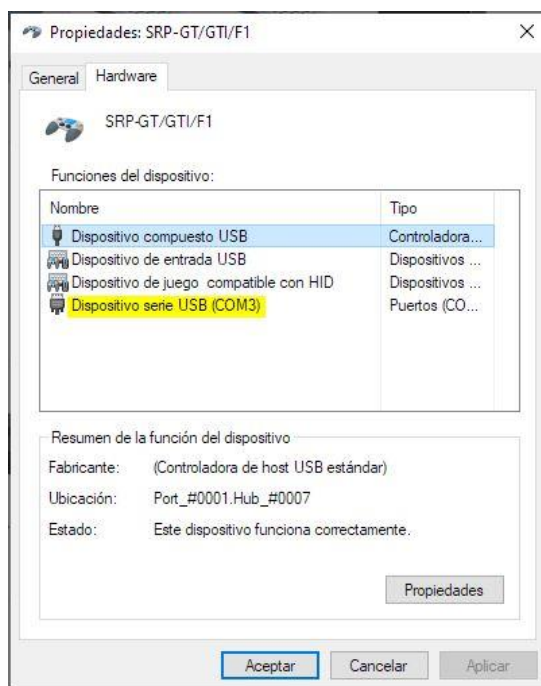 Propiedades: SRP-GT/GTI/F1
General Hardware
SRP-GT/GTI/F1
Funciones del dispositivo:
Nombre Tipo
Dispositivo compuesto USB Controladora...
Dispositivo de entrada USB Dispositivos ...
Dispositivo de juego compatible con HID Dispositivos ...
Dispositivo serie USB (COM3) Puertos (CO...
Resumen de la función del dispositivo
Fabricante: (Controladora de host USB estándar)
Ubicación: Port_#0001.Hub_#0007
Estado: Este dispositivo funciona correctamente.
Propiedades
Aceptar Cancelar Aplicar